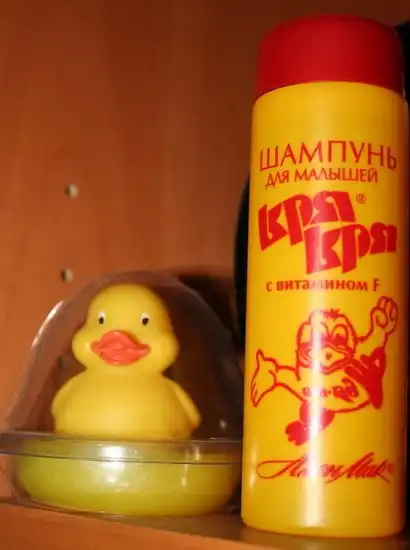 ШАМПУНЬ
ДЛЯ МАЛЫШЕЙ
Кря®
Кря
С ВИТАМИНОМ F